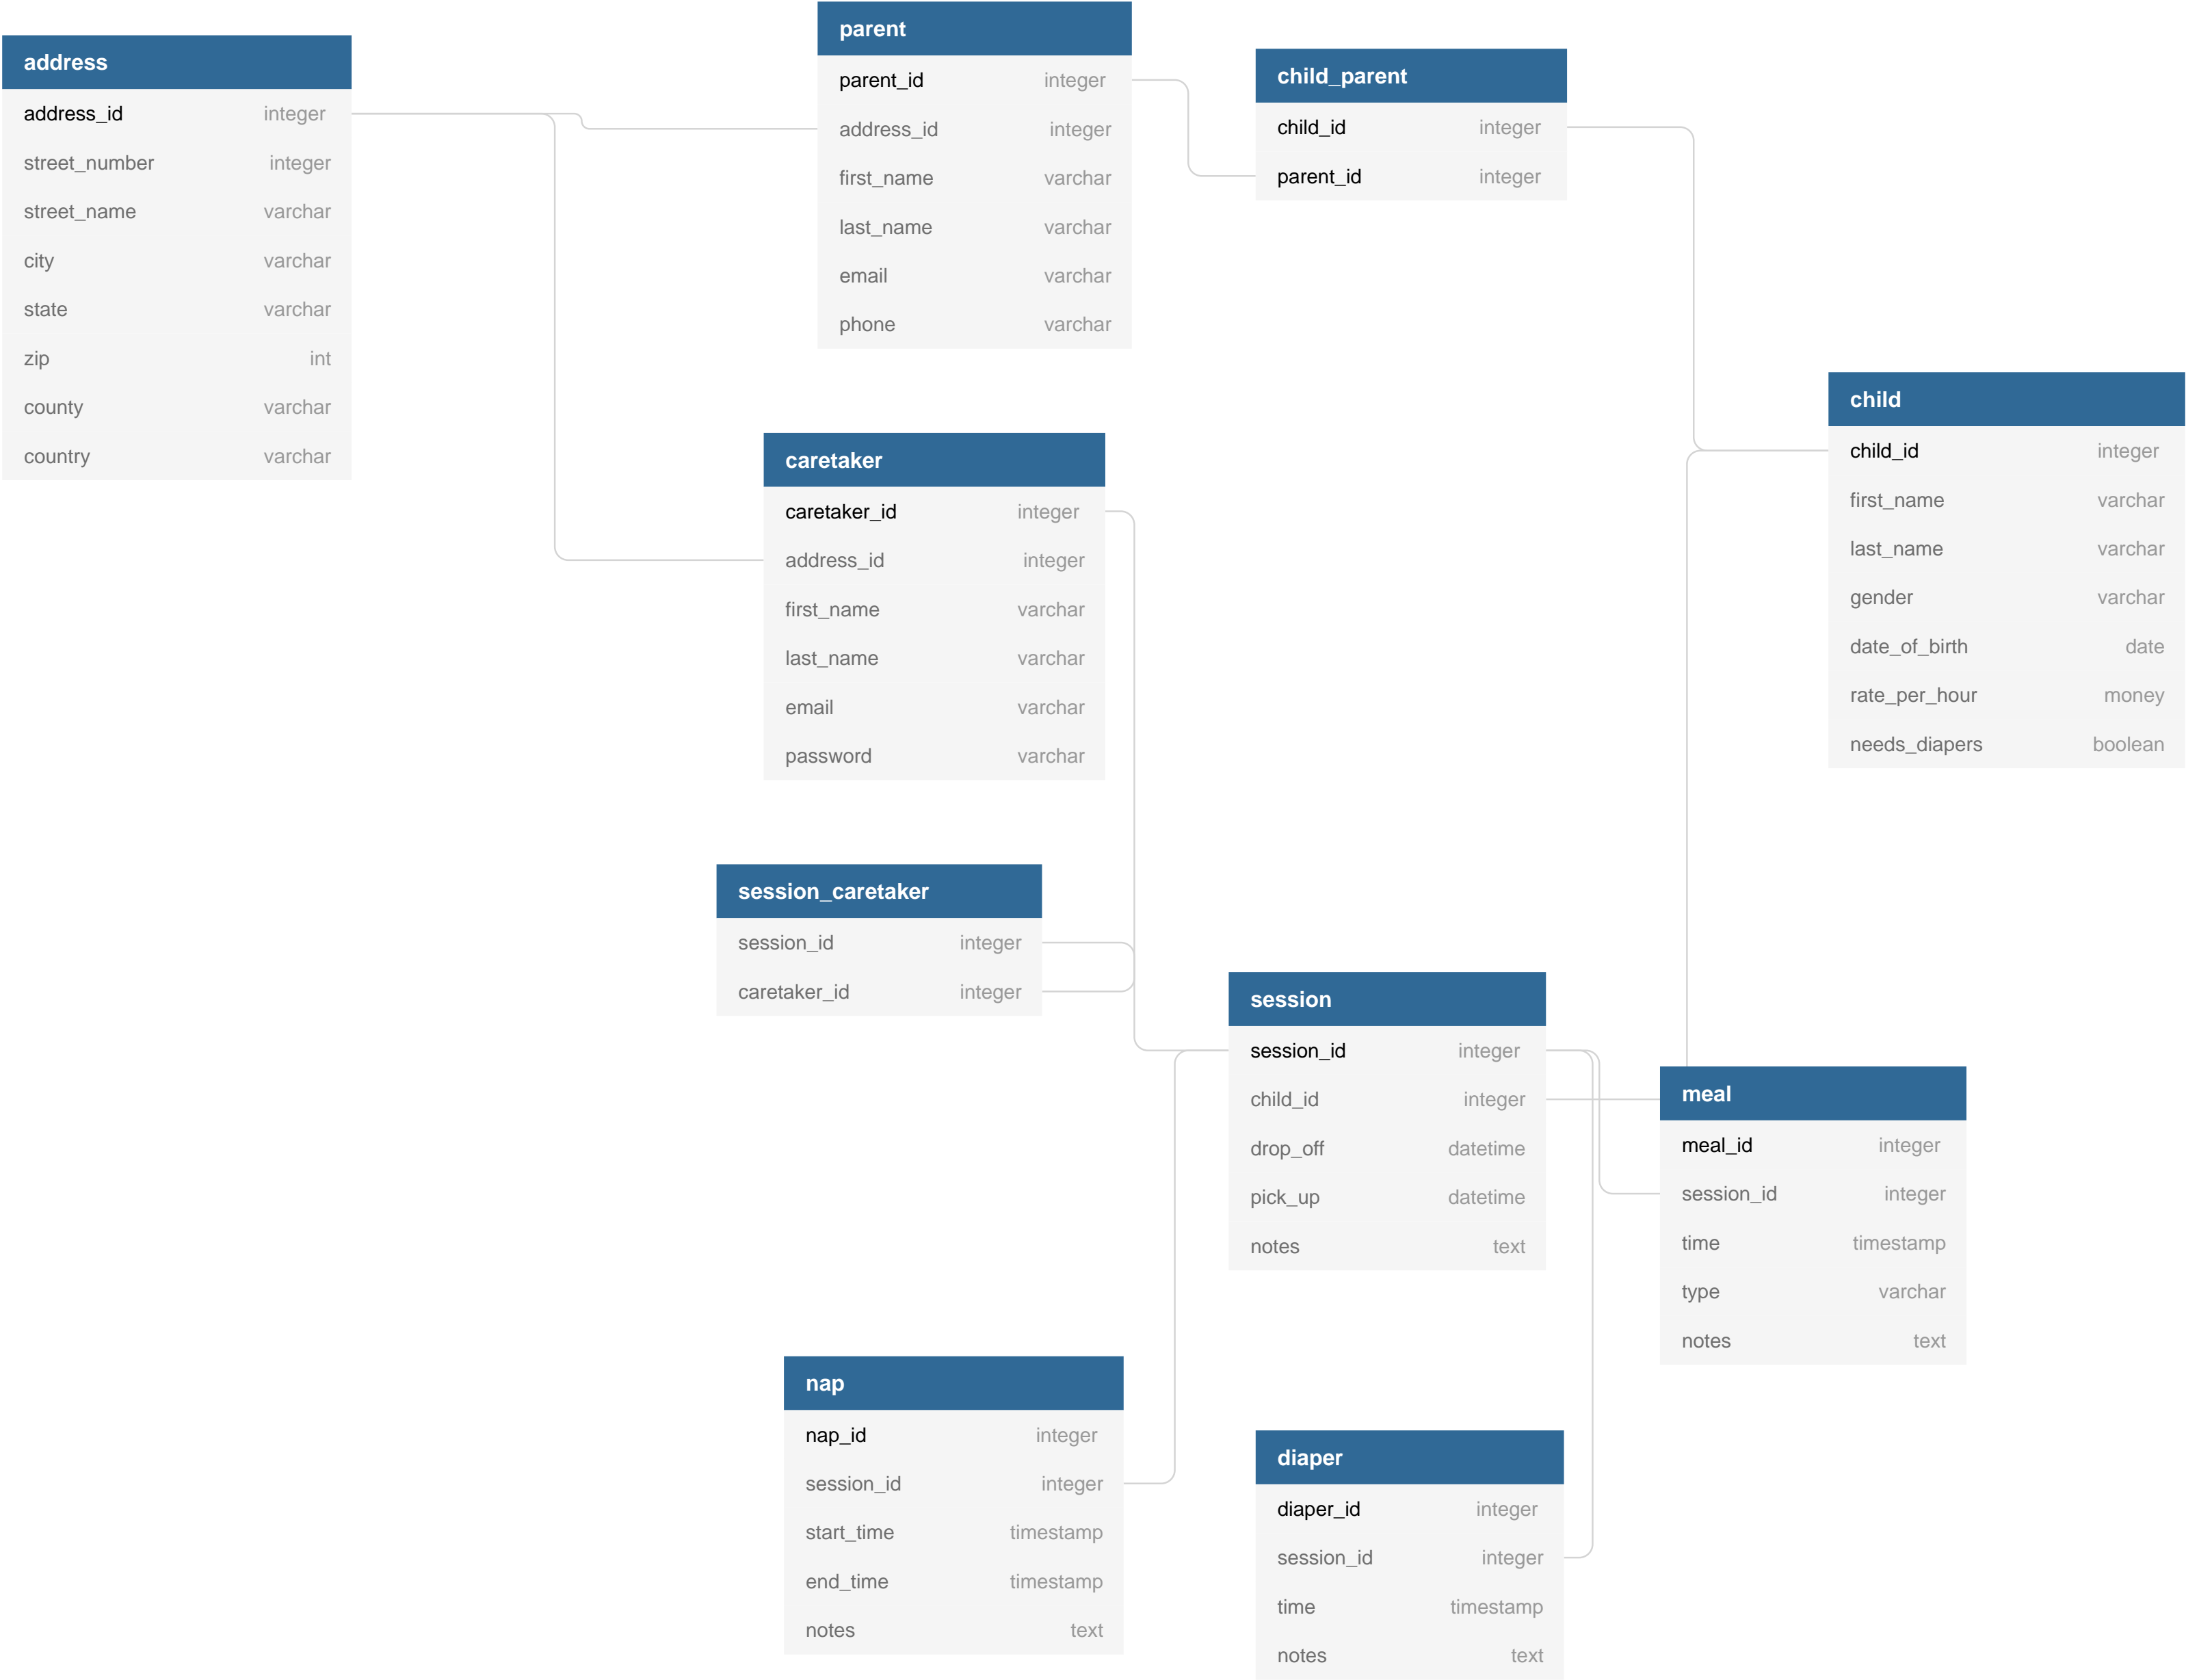 address
address_id integer
street_number integer
street_name varchar
city varchar
state varchar
zip int
county varchar
country varchar
parent
parent_id integer
address_id integer
first_name varchar
last_name varchar
email varchar
phone varchar
child_parent
child_id integer
parent_id integer
child
child_id integer
first_name varchar
last_name varchar
gender varchar
date_of_birth date
rate_per_hour money
needs_diapers boolean
caretaker
caretaker_id integer
address_id integer
first_name varchar
last_name varchar
email varchar
password varchar
session_caretaker
session_id integer
caretaker_id integer
session
session_id integer
child_id integer
drop_off datetime
pick_up datetime
notes text
meal
meal_id integer
session_id integer
time timestamp
type varchar
notes text
nap
nap_id integer
session_id integer
start_time timestamp
end_time timestamp
notes text
diaper
diaper_id integer
session_id integer
time timestamp
notes text